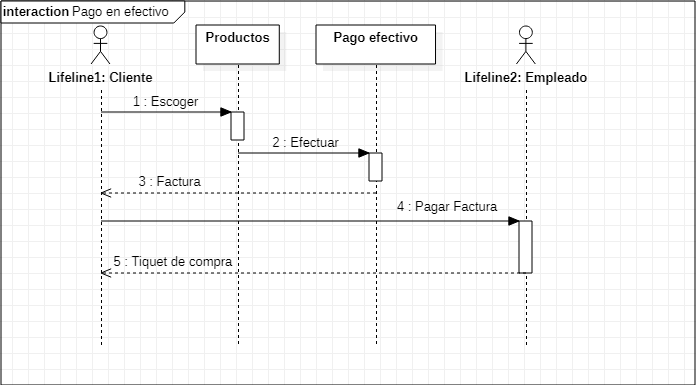 interaction Pago en efectivo
Productos
Pago efectivo
Lifeline1: Cliente
Lifeline2: Empleado
1 : Escoger
2 : Efectuar
3 : Factura
4 : Pagar Factura
5 : Tiquet de compra